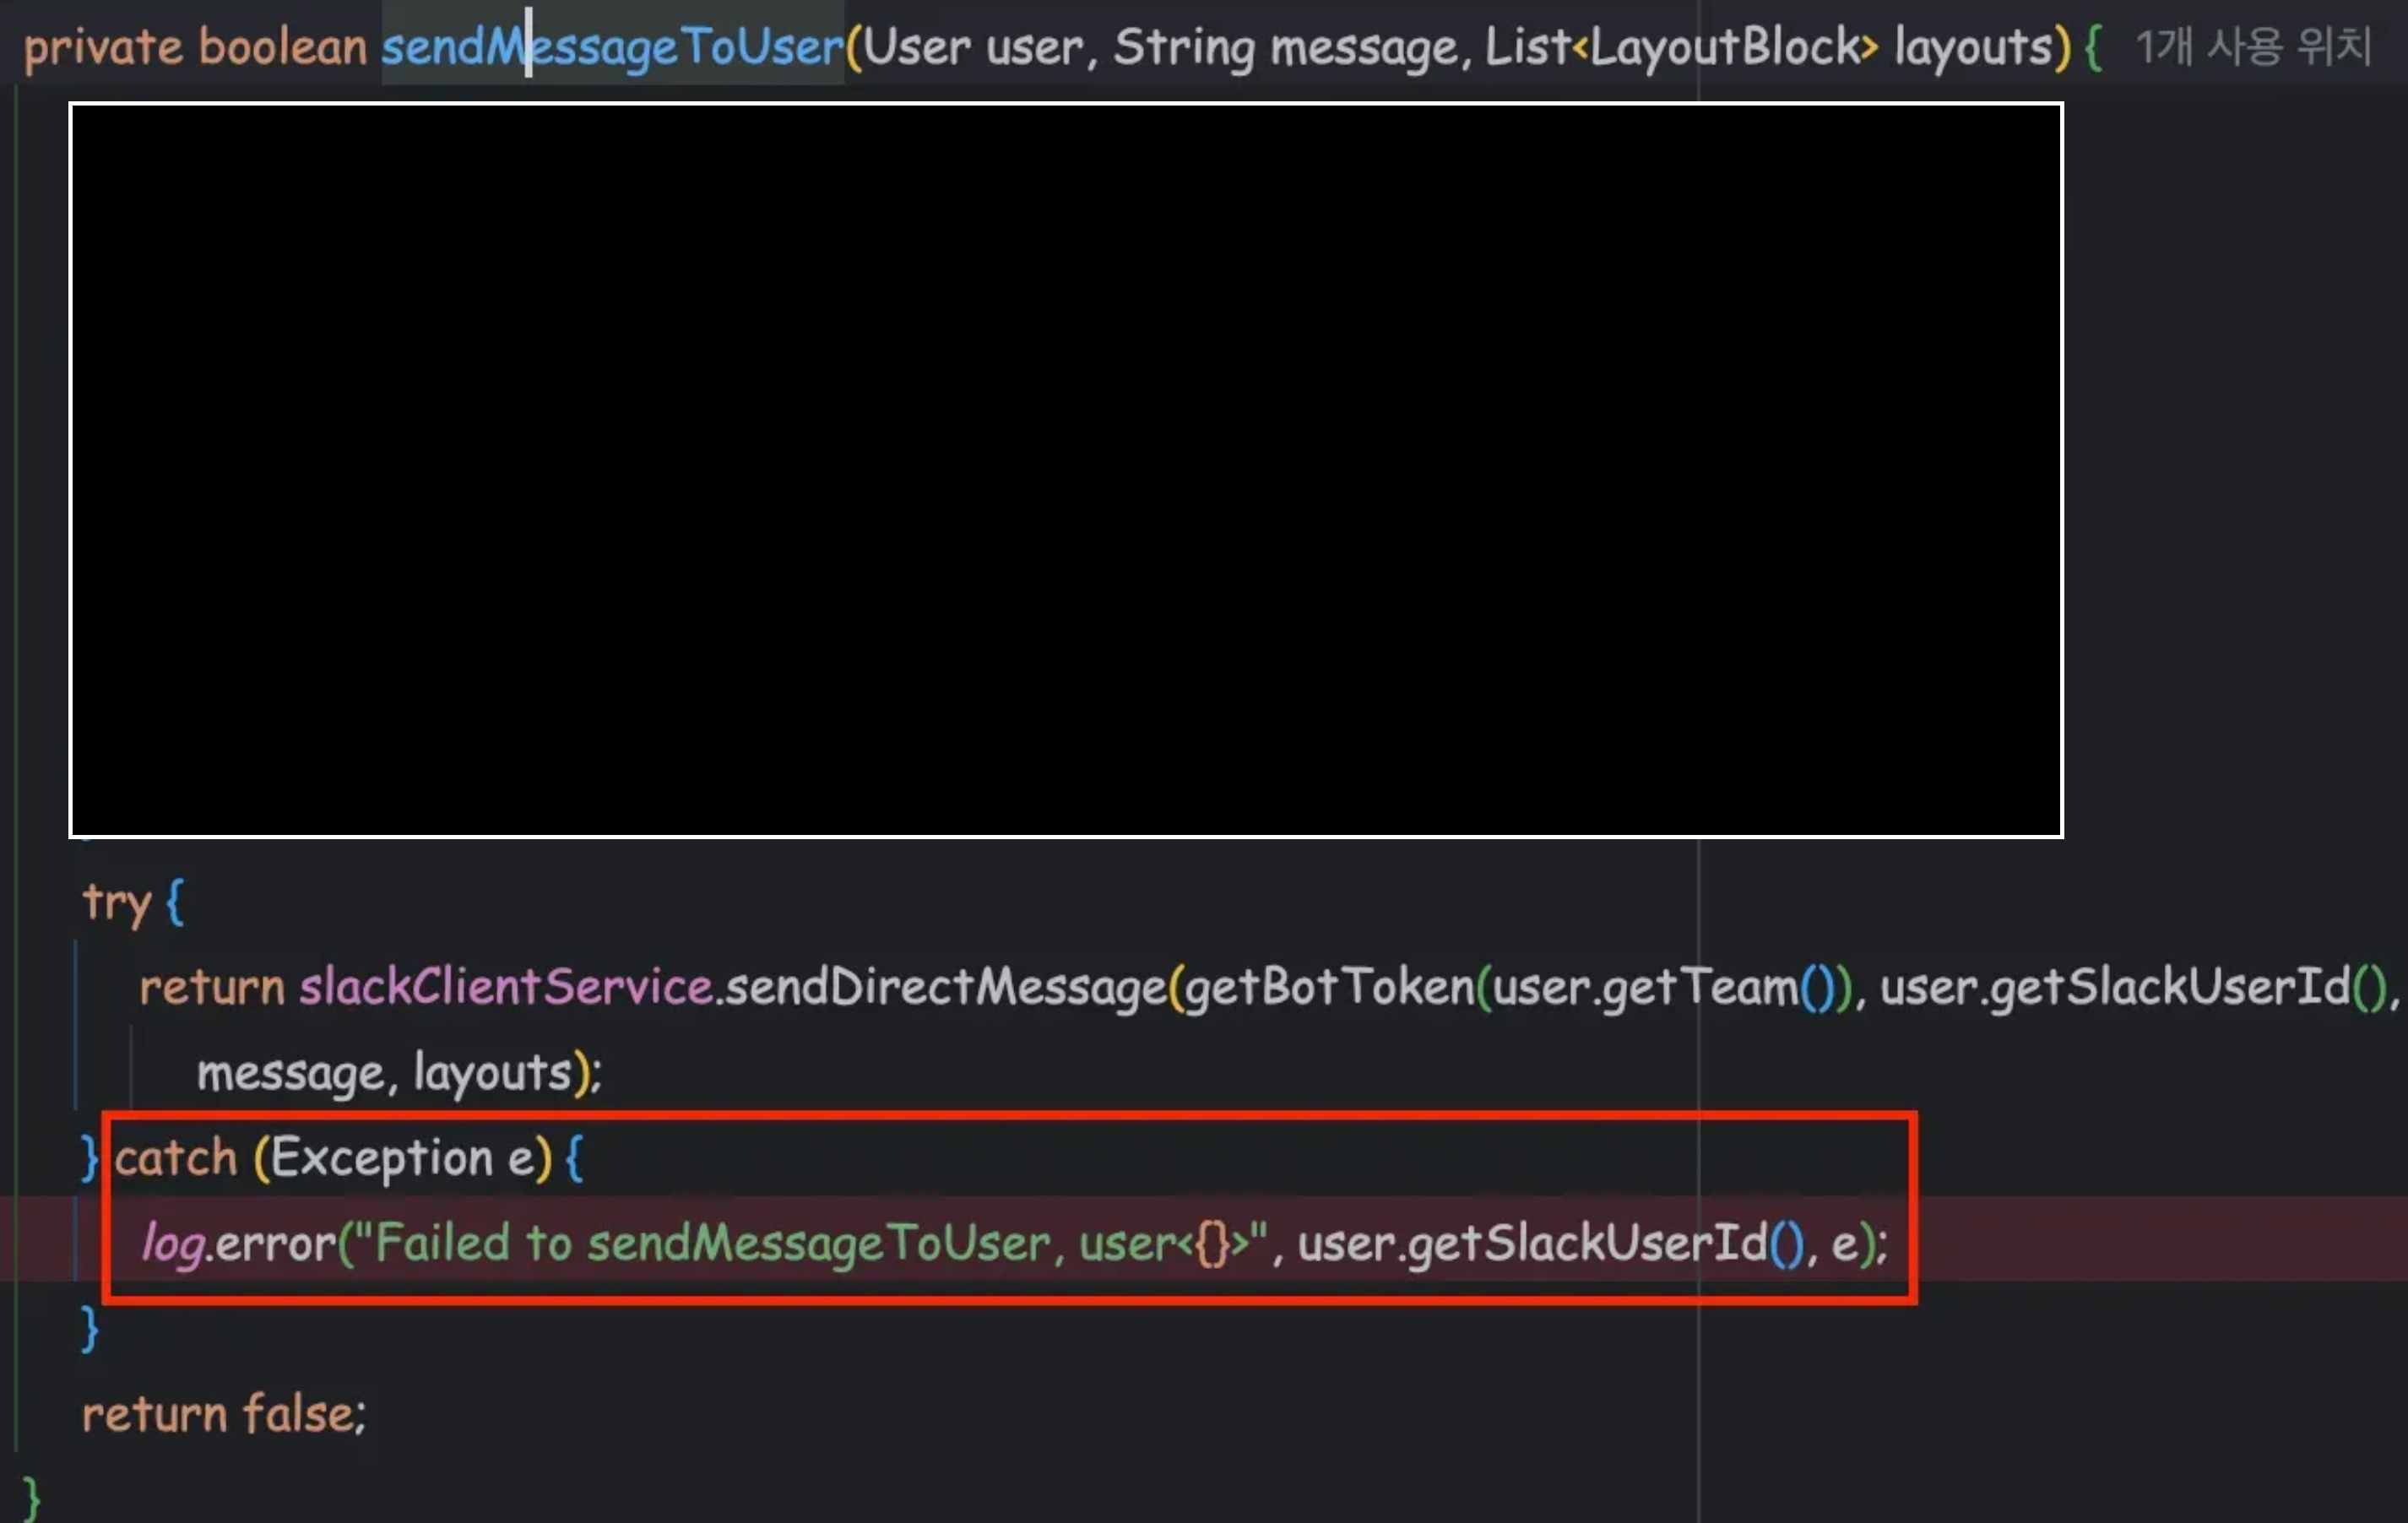 private boolean sendMessageToUser(User user, String message, List<LayoutBlock> layouts) { 1개 사용 위치
try {
return slackClientService.sendDirectMessage(getBotToken(user.getTeam()), user.getSlackUserId(),
message, layouts);
} catch (Exception e) {
log.error("Failed to sendMessageToUser, user<{}>", user.getSlackUserId(), e);
}
return false;
}